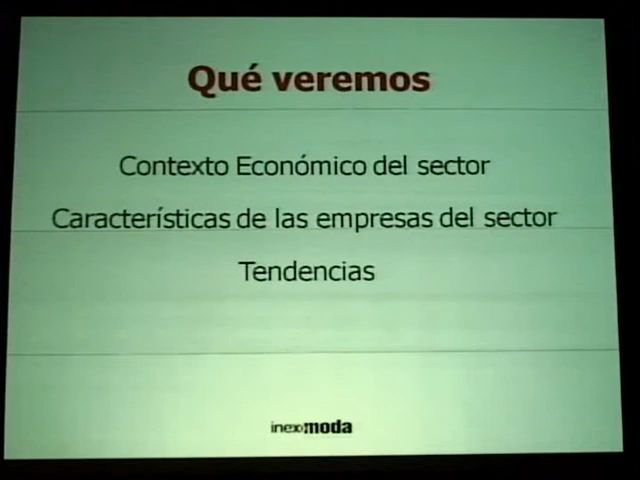 Qué veremos
Contexto Económico del sector
Características de las empresas del sector
Tendencias
inexmoda